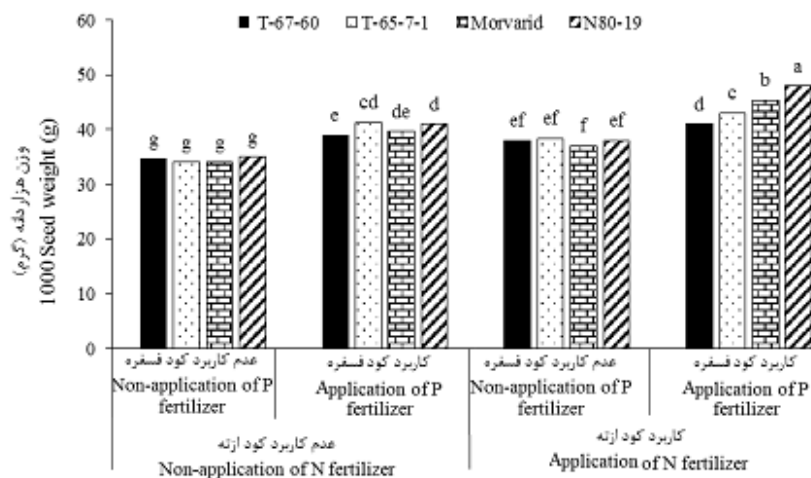 T-67-60 T-65-7-1 Morvarid N80-19
وزن هزار دانه (گرم)
1000 Seed weight (g)
60
50
40
30
20
10
0
g g g g
e cd de d
ef ef f ef
d c b a
عدم کاربرد کود فسفره
Non-application of P fertilizer
کاربرد کود فسفره
Application of P fertilizer
عدم کاربرد کود فسفره
Non-application of P fertilizer
کاربرد کود فسفره
Application of P fertilizer
عدم کاربرد کود ازته
Non-application of N fertilizer
کاربرد کود ازته
Application of N fertilizer